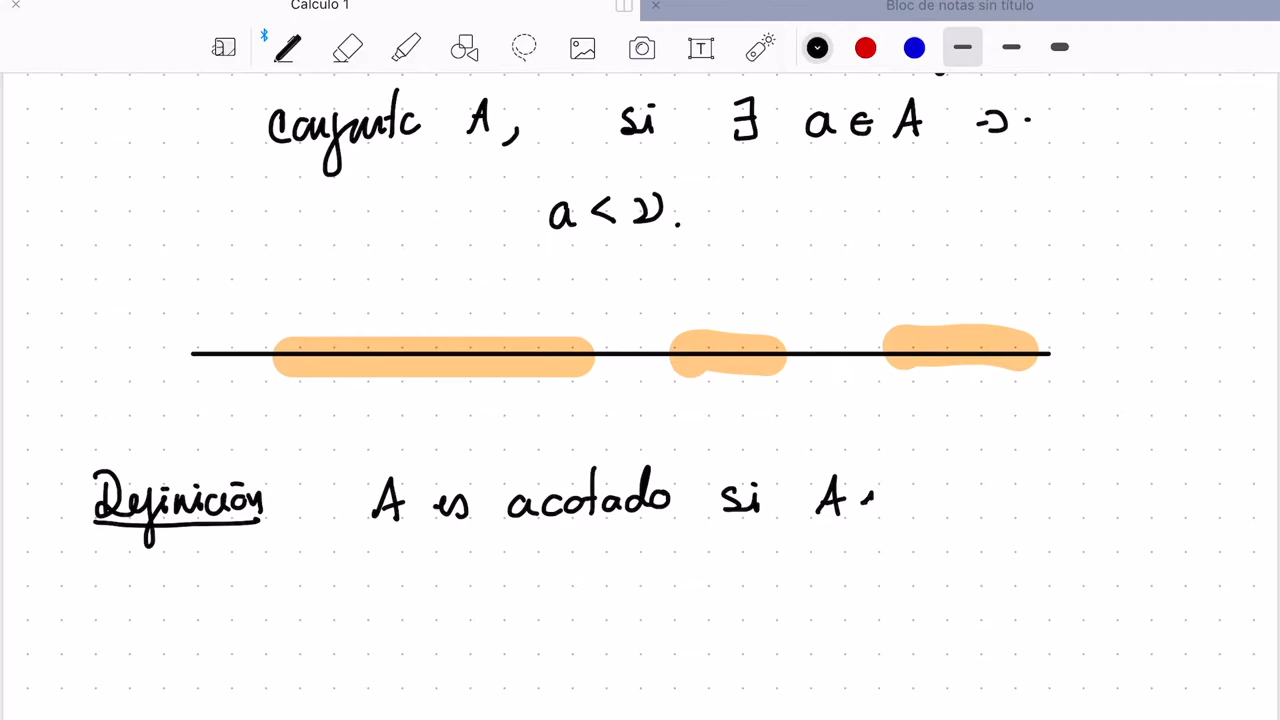 Calculo 1
Bloc de notas sin título
T
conjunto A, si ∃ a ∈ A ⇒.
a < ν.
Definición A es acotado si A